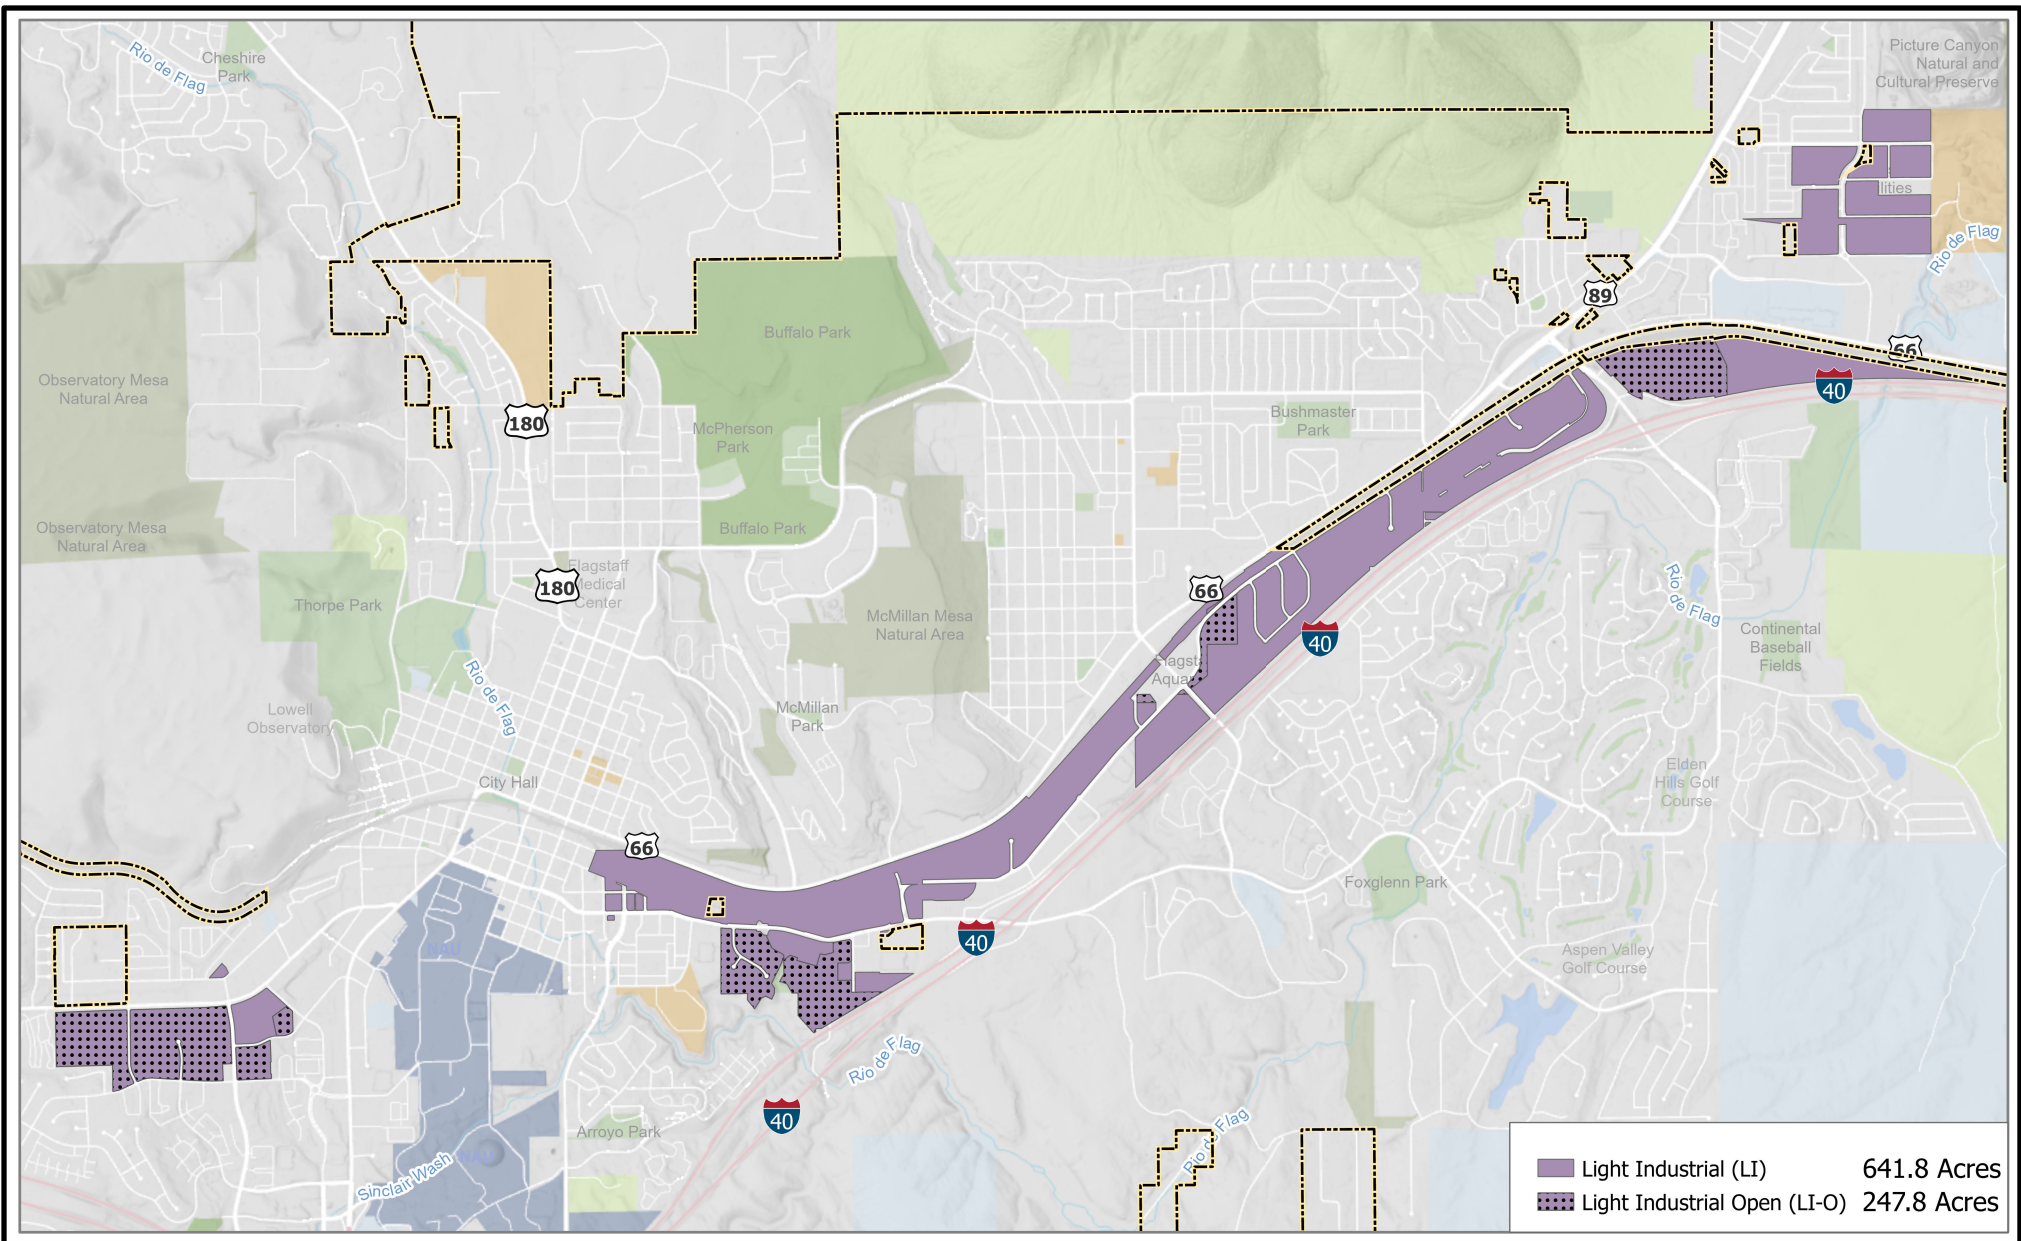 Rio de Flag
Cheshire
Park
Picture Canyon
Natural and
Cultural Preserve
lities
Rio de Flag
89
66
40
Buffalo Park
Observatory Mesa
Natural Area
180
McPherson
Park
Bushmaster
Park
Buffalo Park
Observatory Mesa
Natural Area
Flagstaff
Medical
Center
180
66
Thorpe Park
McMillan Mesa
Natural Area
40
Rio de Flag
Continental
Baseball
Fields
Flagsta
Aqua
Rio de Flag
Lowell
Observatory
McMillan
Park
City Hall
Elden
Hills Golf
Course
66
Foxglenn Park
NAU
40
Aspen Valley
Golf Course
Rio de Flag
40
Arroyo Park
Rio de Flag
NAU
Sinclair Wash
Light Industrial (LI) 641.8 Acres
Light Industrial Open (LI-O) 247.8 Acres